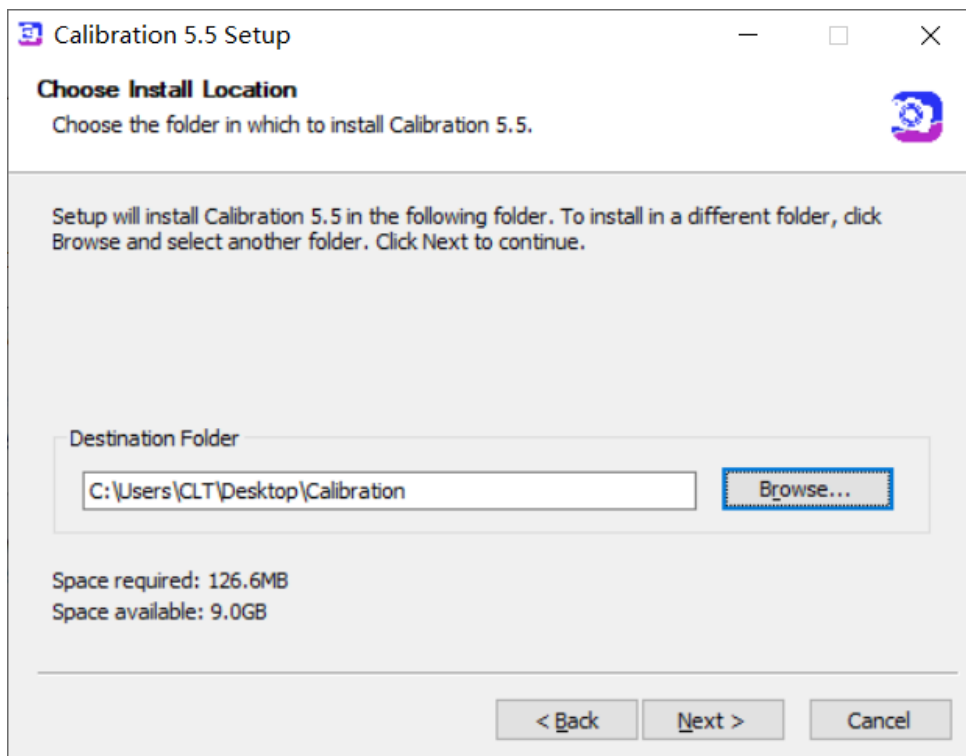 Calibration 5.5 Setup
Choose Install Location
Choose the folder in which to install Calibration 5.5.
Setup will install Calibration 5.5 in the following folder. To install in a different folder, click
Browse and select another folder. Click Next to continue.
Destination Folder
C:\Users\CLT\Desktop\Calibration
Browse...
Space required: 126.6MB
Space available: 9.0GB
< Back
Next >
Cancel